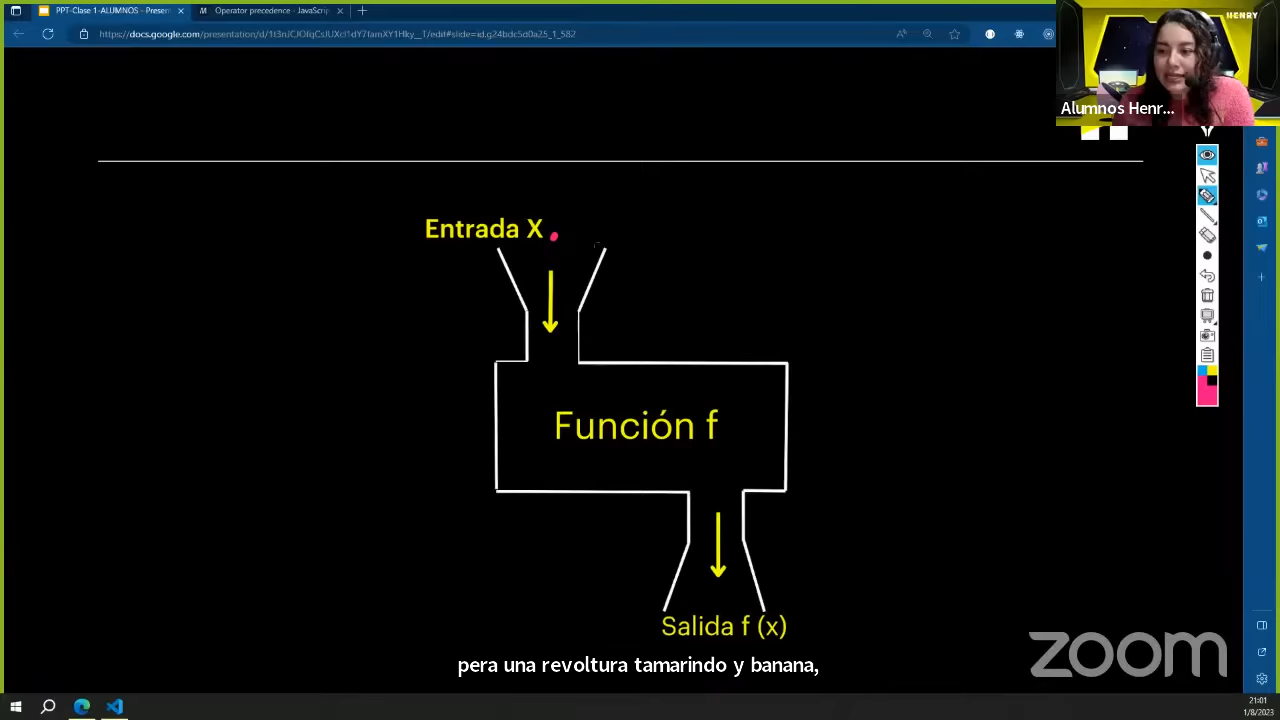 PPT-Clase 1-ALUMNOS - Presen
Operator precedence - JavaScrip
HENRY
Alumnos Henr...
Entrada X
Función f
Salida f (x)
pera una revoltura tamarindo y banana,
zoom
21:01
1/8/2023